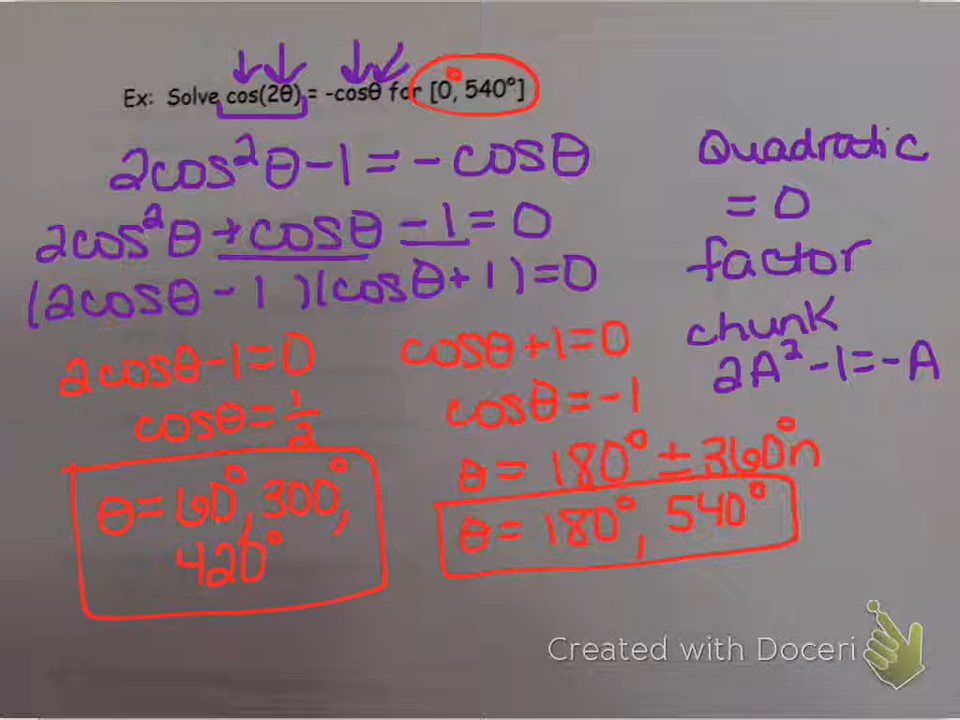 Ex: Solve cos(2θ) = -cosθ for [0°, 540°]
2cos²θ-1=-cosθ
2cos²θ+cosθ-1=0
(2cosθ-1)(cosθ+1)=0
2cosθ-1=0
cosθ=1/2
θ=60°,300°,
420°
cosθ+1=0
cosθ=-1
θ=180°±360°n
θ=180°, 540°
Quadratic
=0
factor
chunk
2A²-1=-A
Created with Doceri